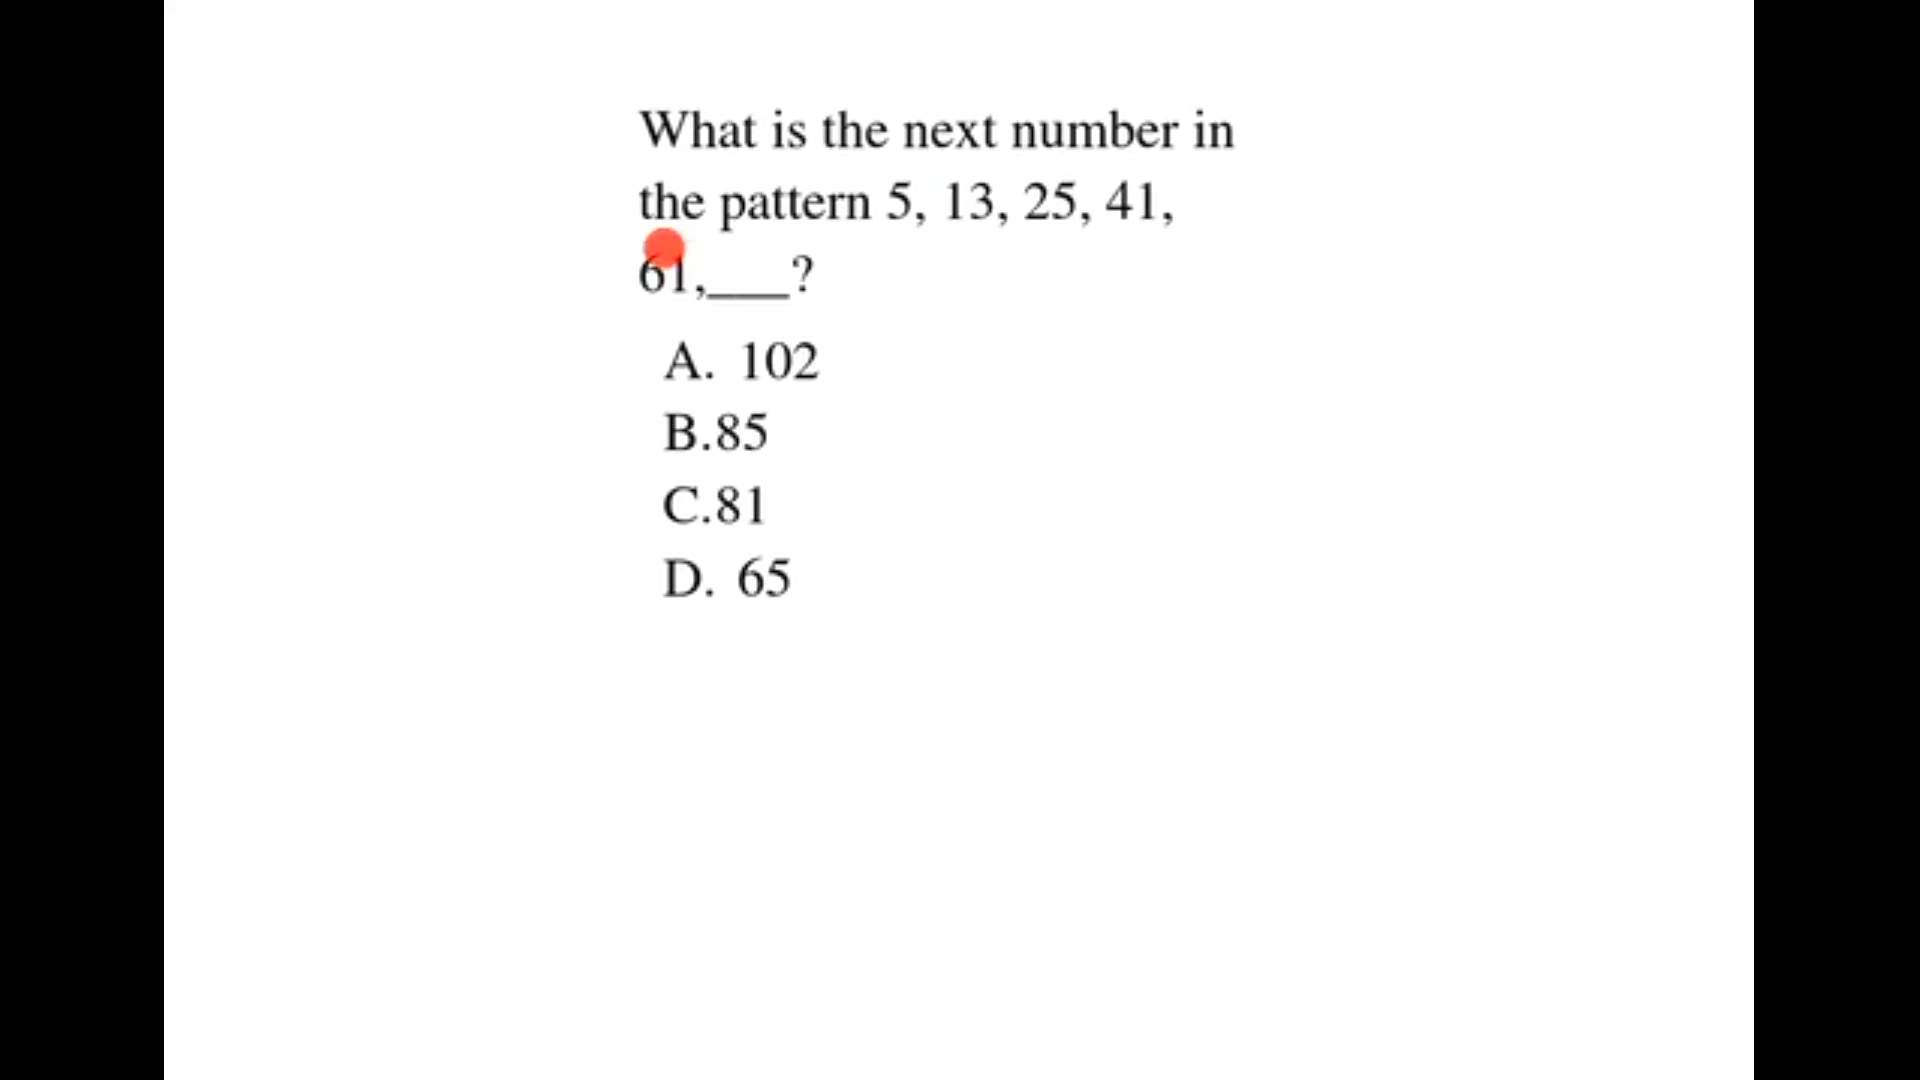 What is the next number in
the pattern 5, 13, 25, 41,
61,___?
A. 102
B.85
C.81
D. 65